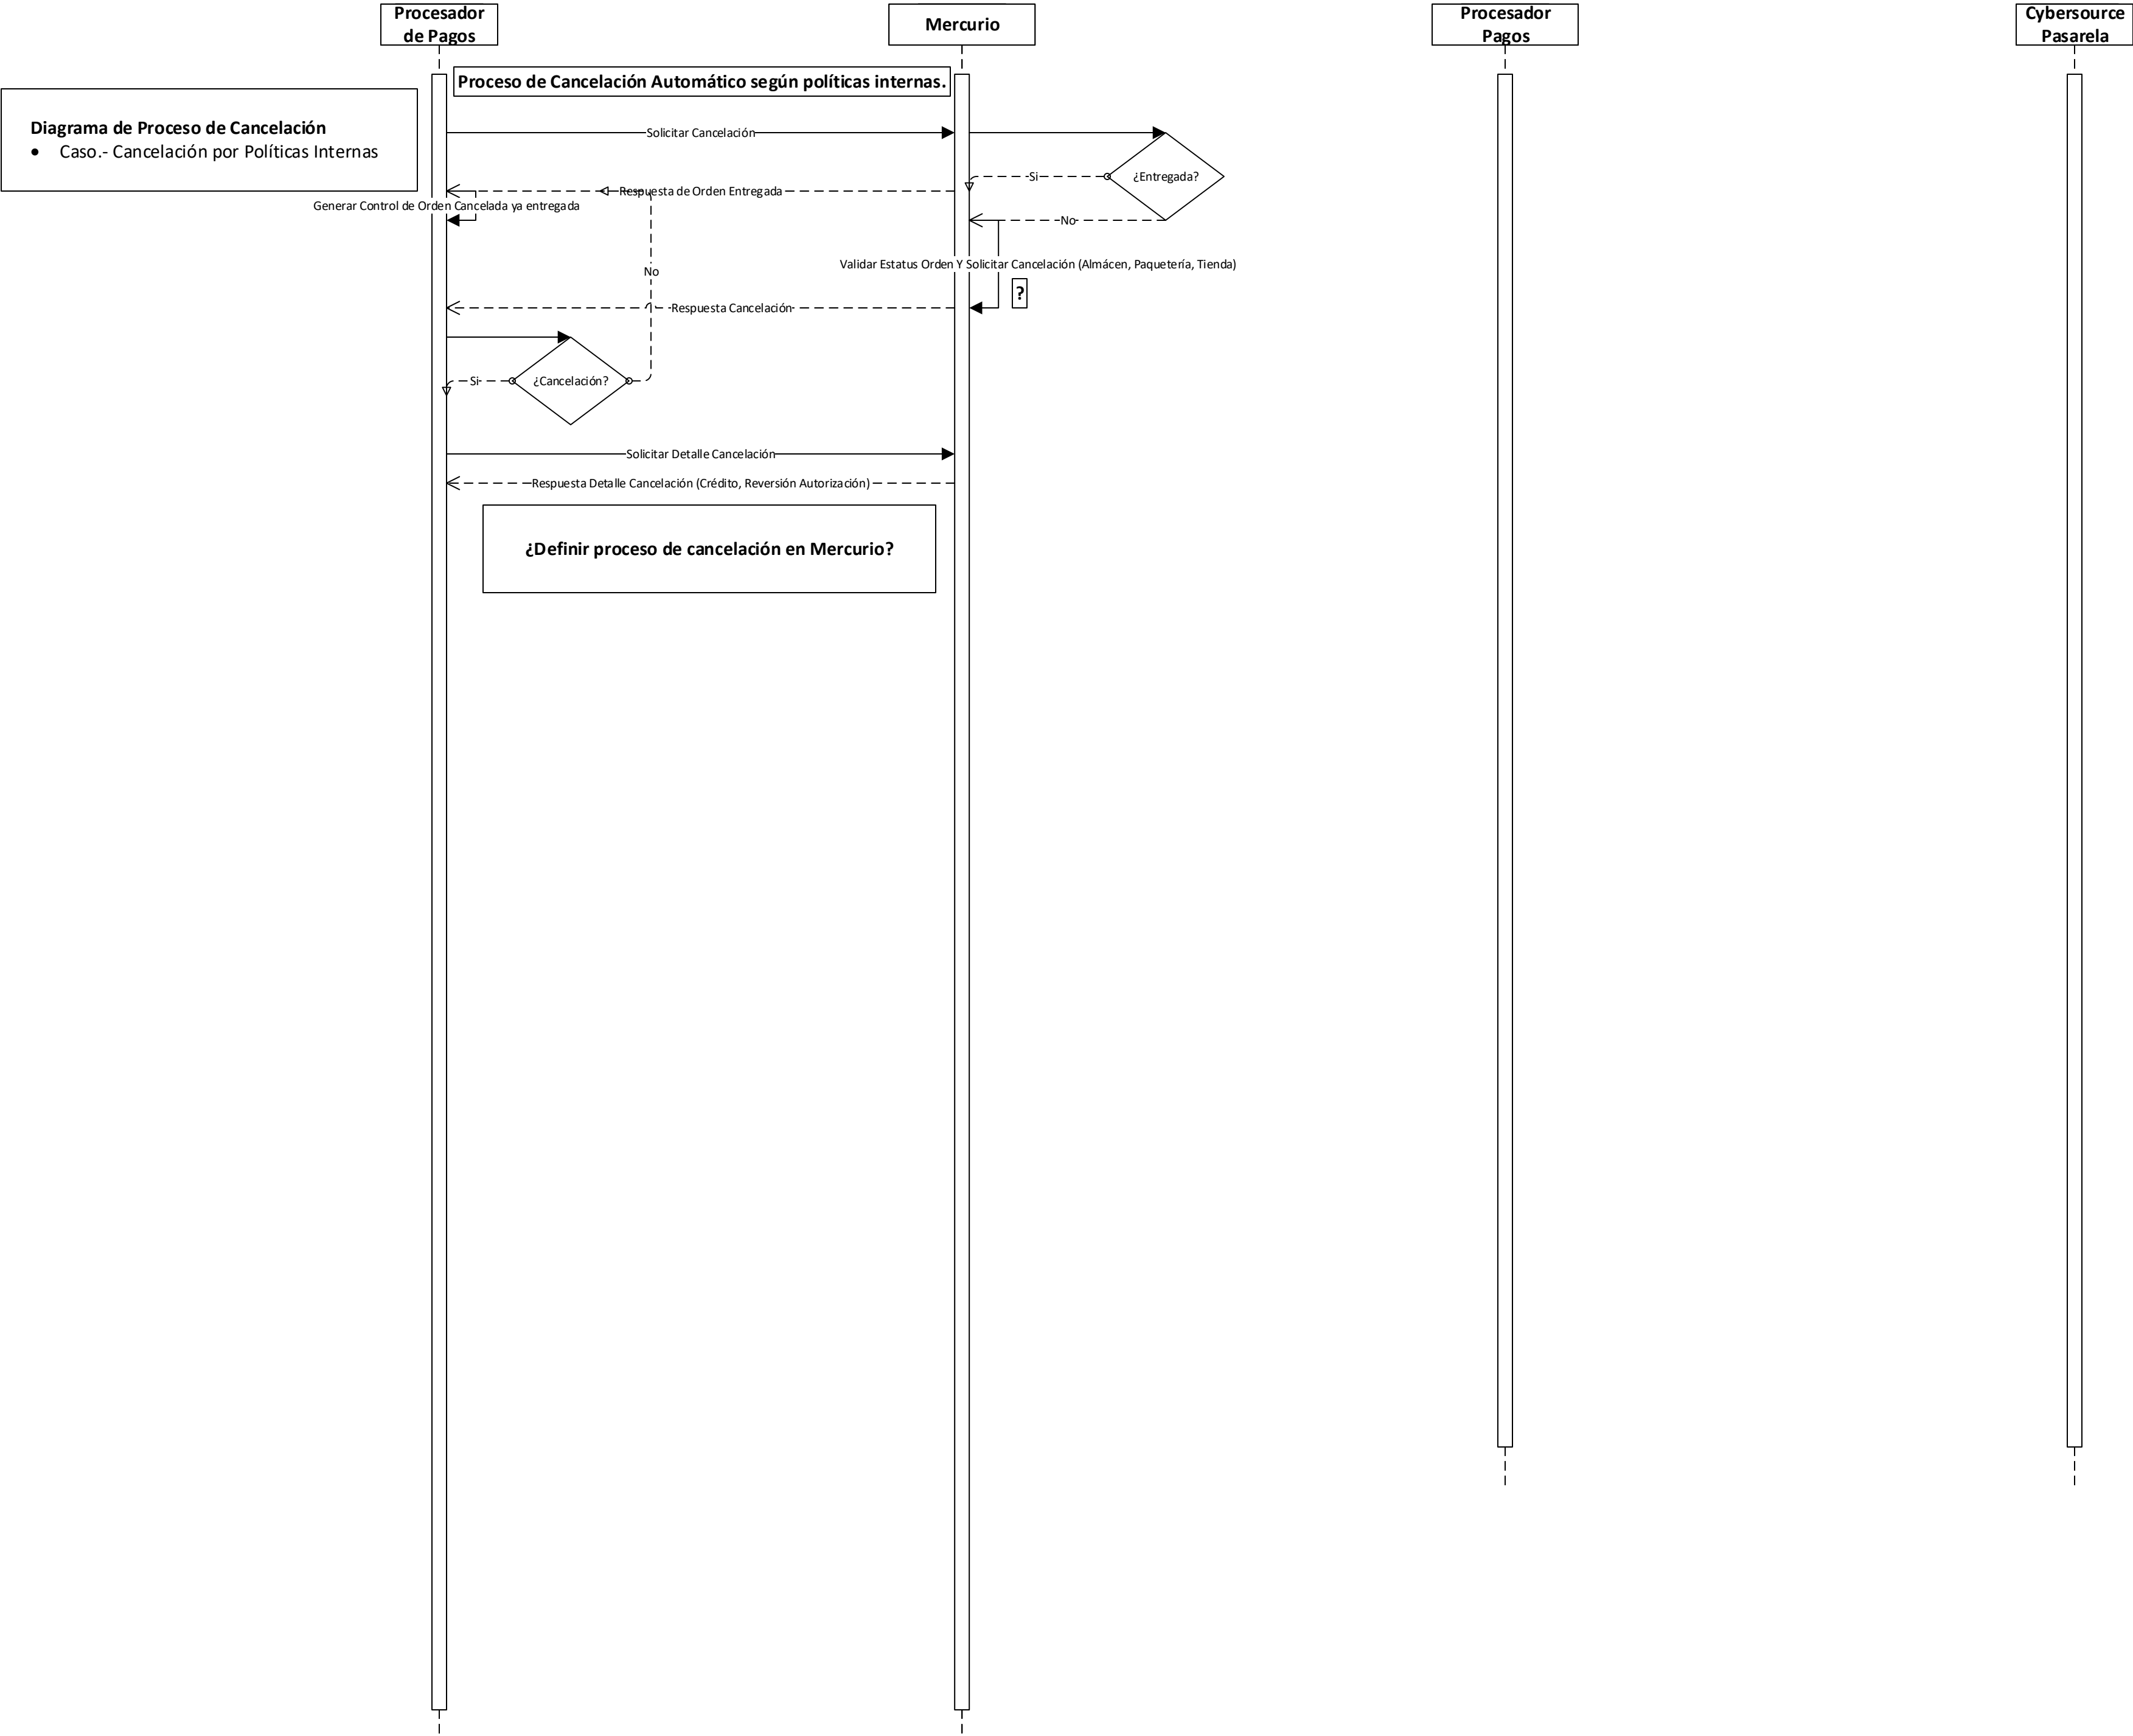 Procesador
de Pagos
Mercurio
Procesador
Pagos
Cybersource
Pasarela
Proceso de Cancelación Automático según políticas internas.
Diagrama de Proceso de Cancelación
• Caso.- Cancelación por Políticas Internas
Solicitar Cancelación
¿Entregada?
Si
Respuesta de Orden Entregada
Generar Control de Orden Cancelada ya entregada
No
Validar Estatus Orden Y Solicitar Cancelación (Almácen, Paquetería, Tienda)
No
?
Respuesta Cancelación
¿Cancelación?
Si
Solicitar Detalle Cancelación
Respuesta Detalle Cancelación (Crédito, Reversión Autorización)
¿Definir proceso de cancelación en Mercurio?